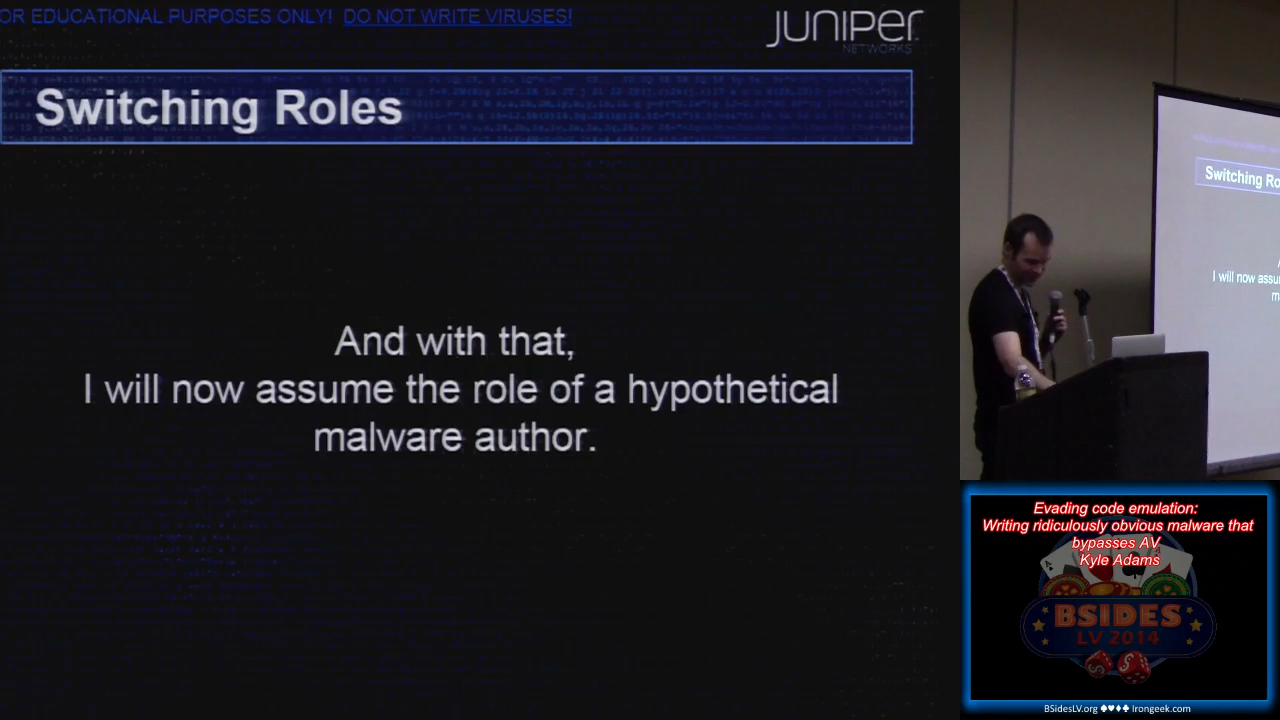 OR EDUCATIONAL PURPOSES ONLY! DO NOT WRITE VIRUSES!
JUNIPER
NETWORKS
Switching Roles
And with that,
I will now assume the role of a hypothetical
malware author.
Switching Ro
I will now assu
m
Evading code emulation:
Writing ridiculously obvious malware that
bypasses AV
Kyle Adams
BSIDES
LV 2014
BSidesLV.org ♠♥♦♣ Irongeek.com